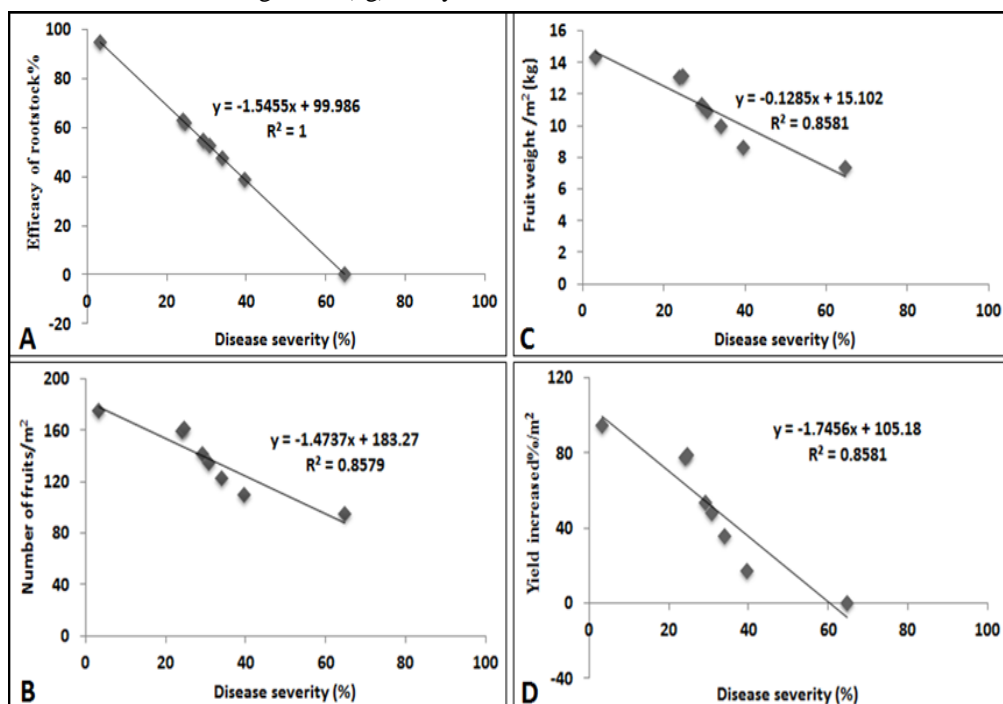 Efficacy of rootstock%
100
80
60
40
20
0
-20
y = -1.5455x + 99.986
R² = 1
0 20 40 60 80 100
A
Disease severity (%)
Fruit weight /m² (kg)
16
14
12
10
8
6
4
2
0
y = -0.1285x + 15.102
R² = 0.8581
0 20 40 60 80 100
C
Disease severity (%)
Number of fruits/m²
200
160
120
80
40
0
y = -1.4737x + 183.27
R² = 0.8579
0 20 40 60 80 100
B
Disease severity (%)
Yield increased%/m²
120
80
40
0
-40
y = -1.7456x + 105.18
R² = 0.8581
0 20 40 60 80 100
D
Disease severity (%)